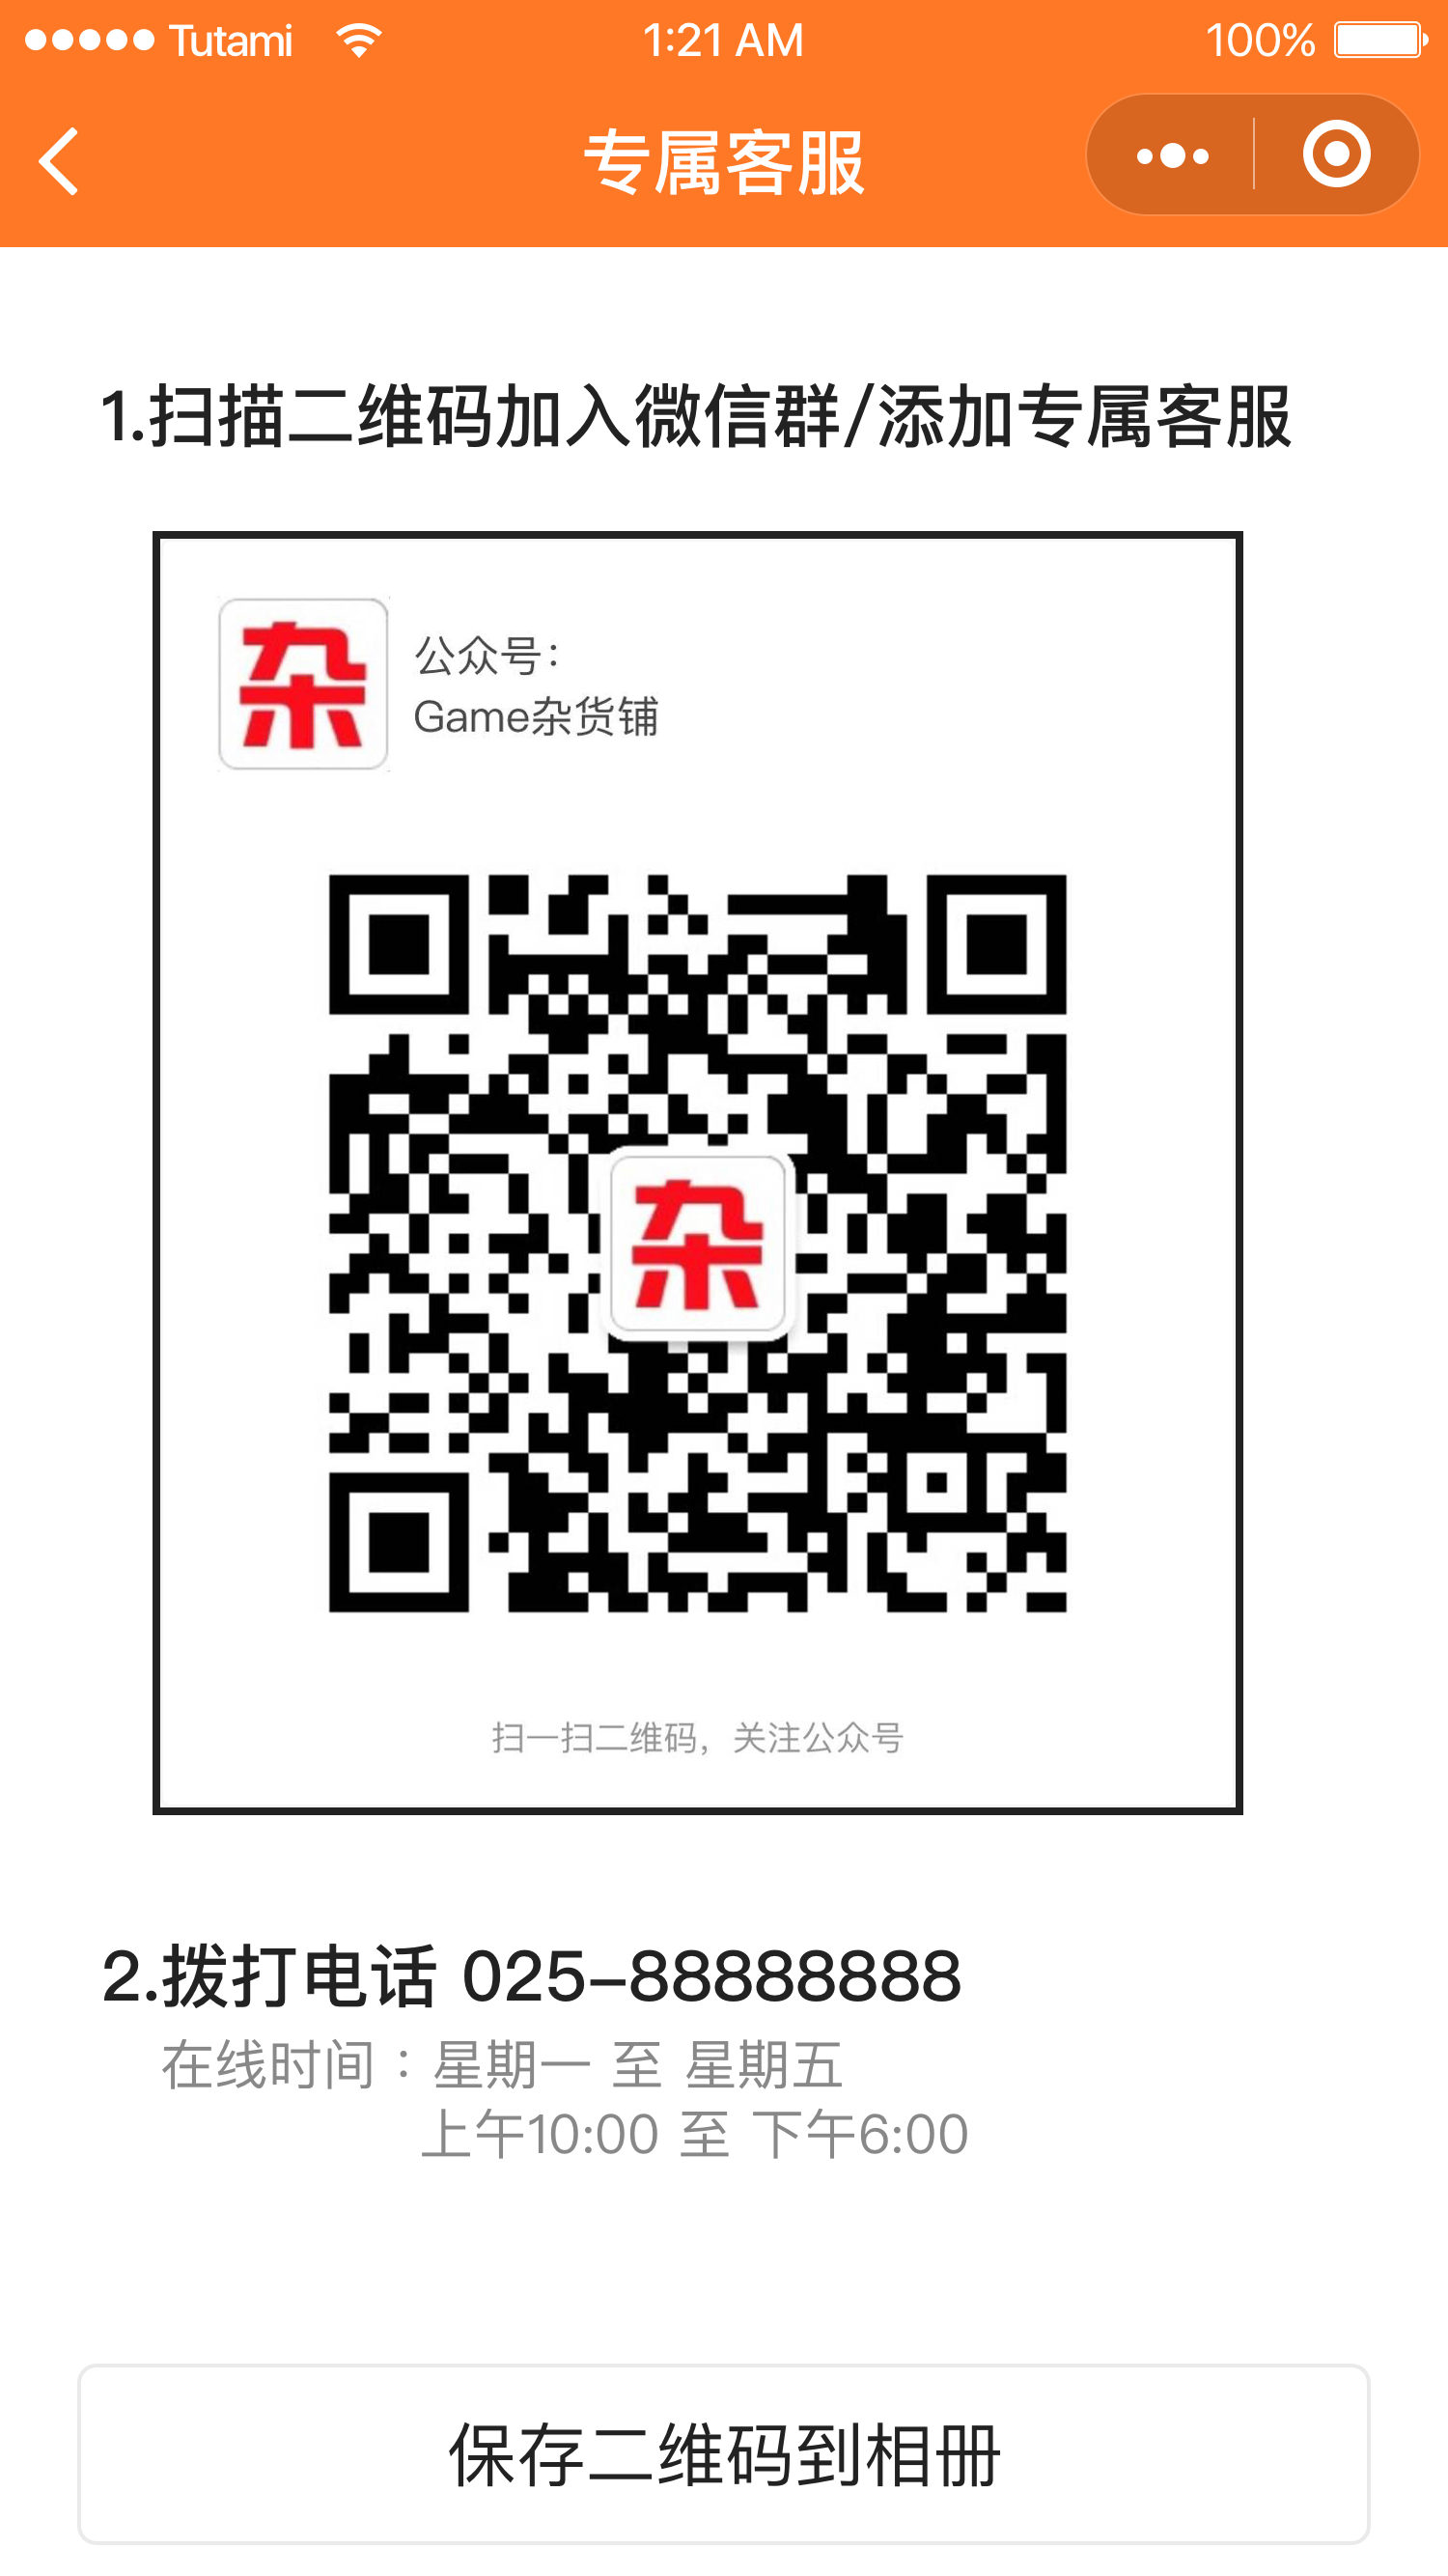 Tutami
1:21 AM
100%
专属客服
1.扫描二维码加入微信群/添加专属客服
杂
公众号:
Game杂货铺
杂
扫一扫二维码，关注公众号
2.拨打电话 025-88888888
在线时间：星期一 至 星期五
上午10:00 至 下午6:00
保存二维码到相册